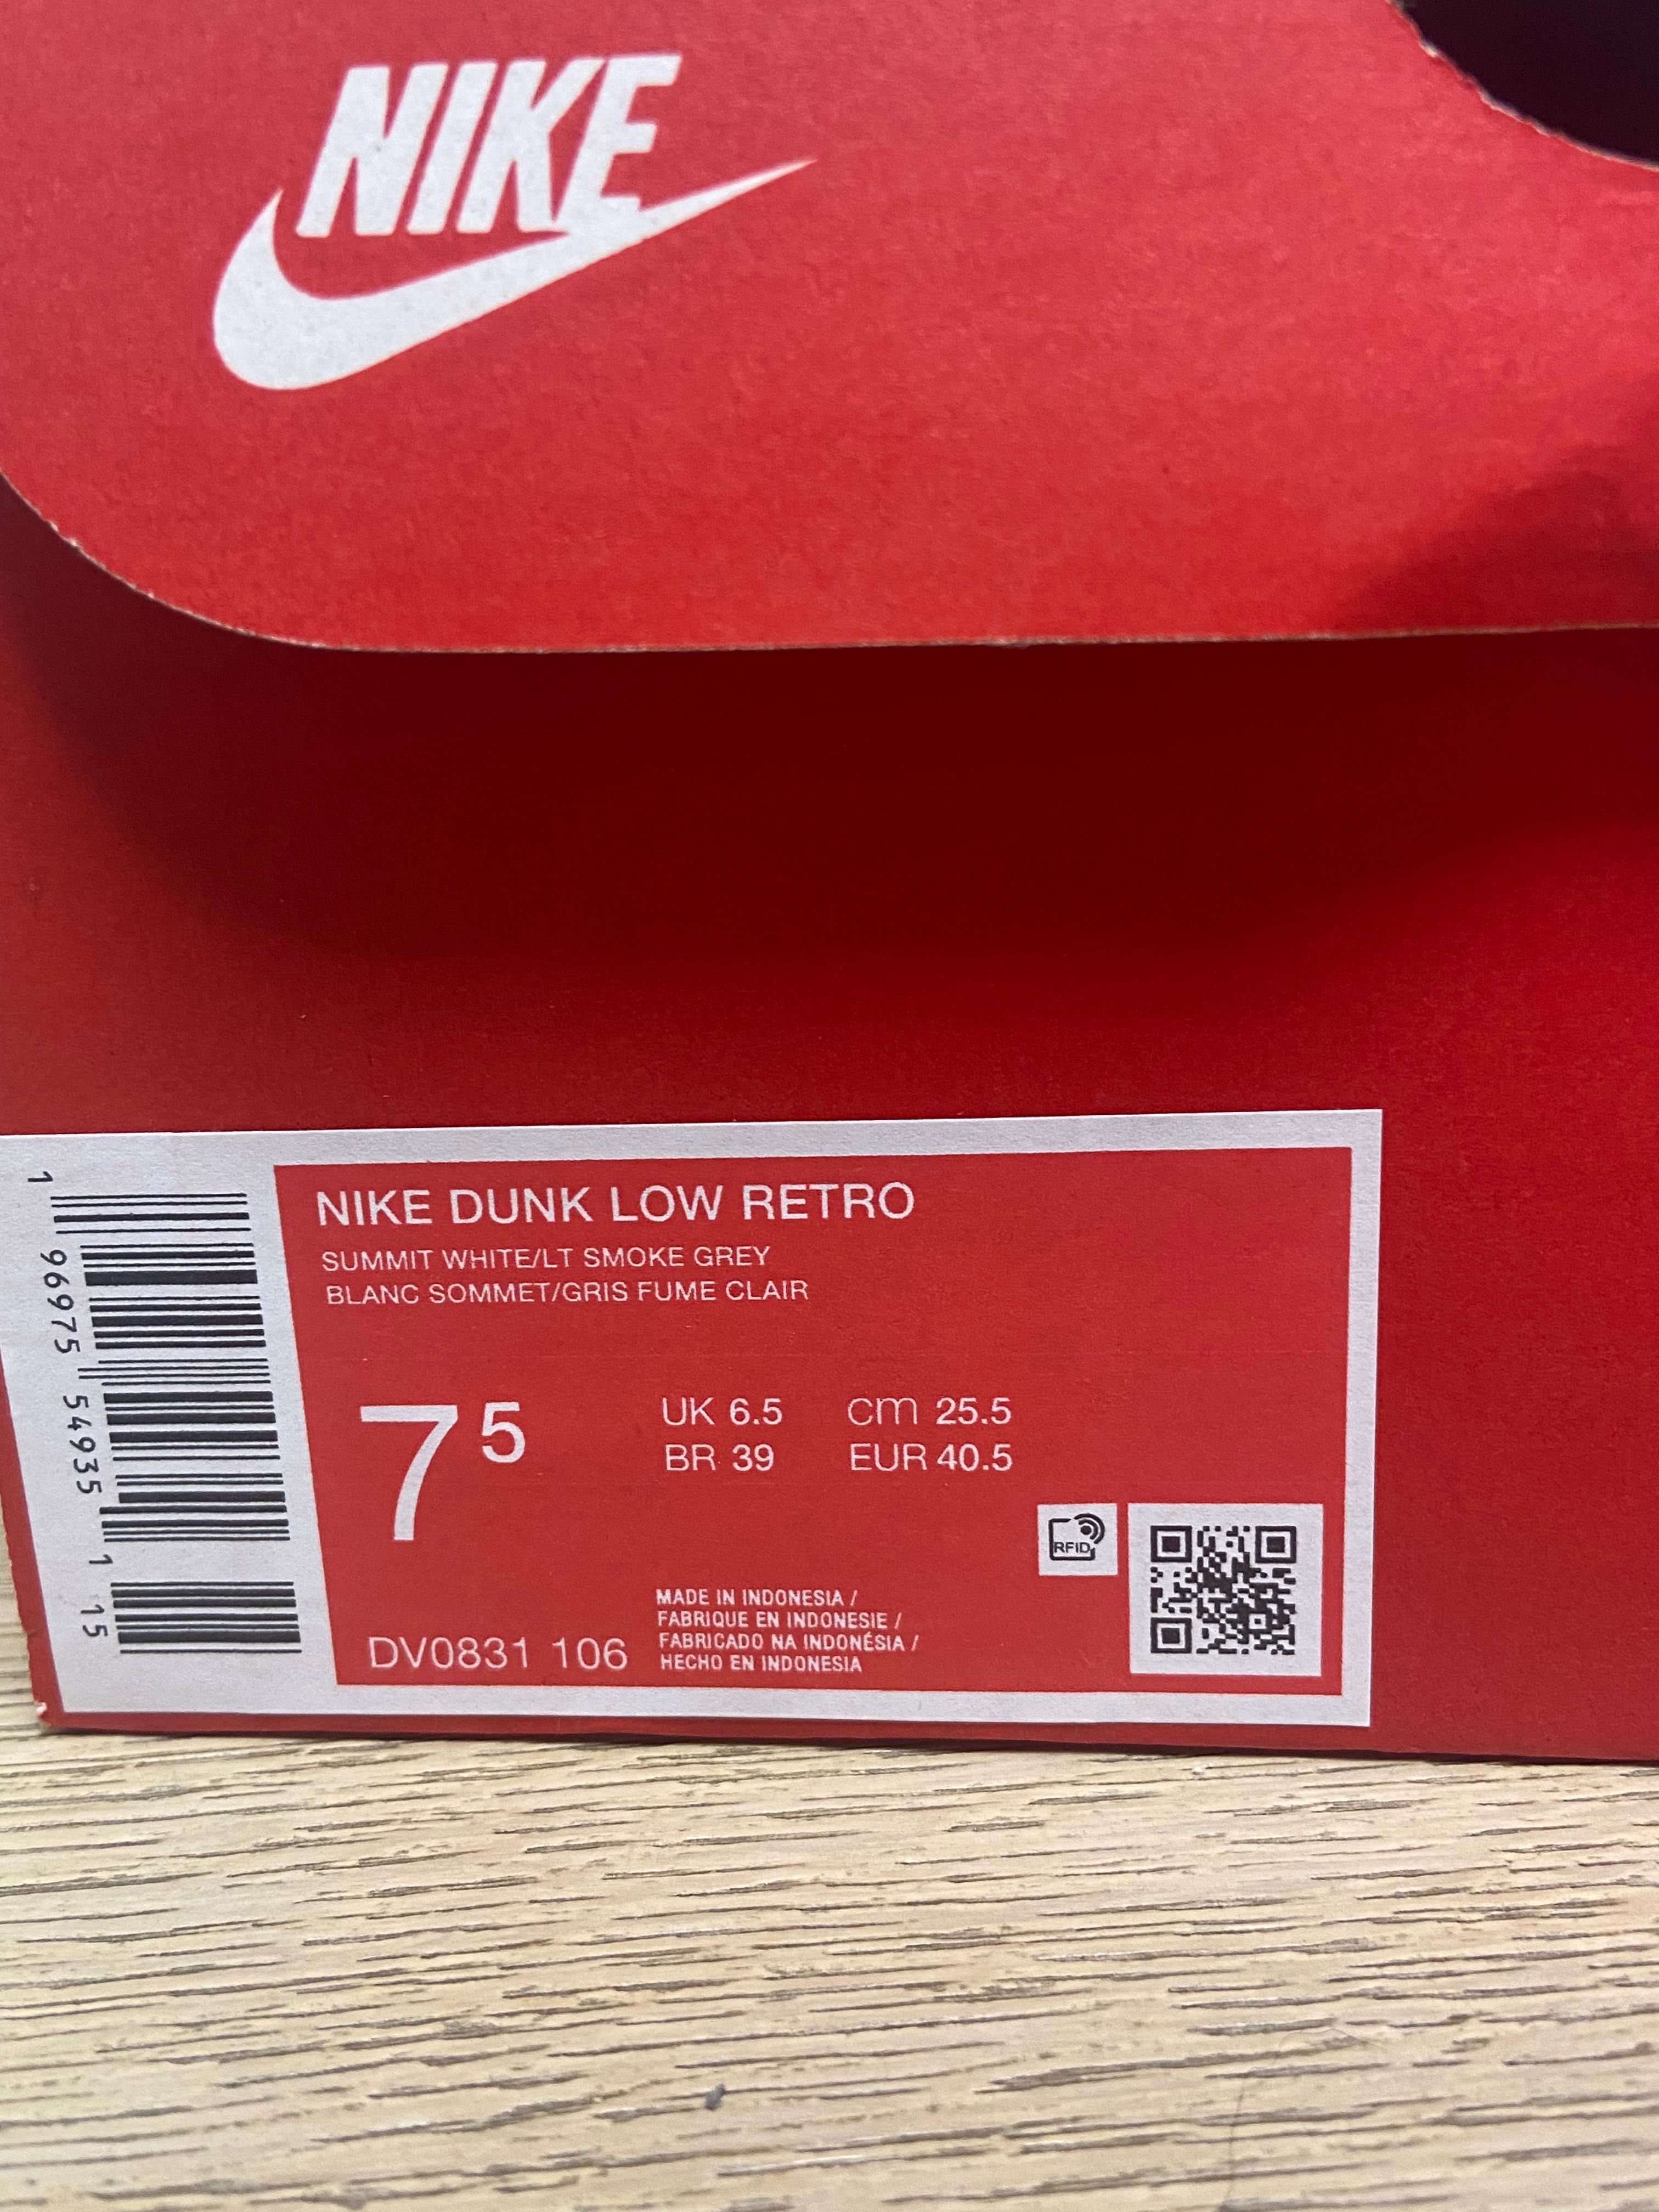 NIKE
NIKE DUNK LOW RETRO
SUMMIT WHITE/LT SMOKE GREY
BLANC SOMMET/GRIS FUME CLAIR
7 5
UK 6.5 cm 25.5
BR 39 EUR 40.5
RFID
MADE IN INDONESIA /
FABRIQUE EN INDONESIE /
FABRICADO NA INDONÉSIA /
HECHO EN INDONESIA
DV0831 106
1 96975 54935 1 15